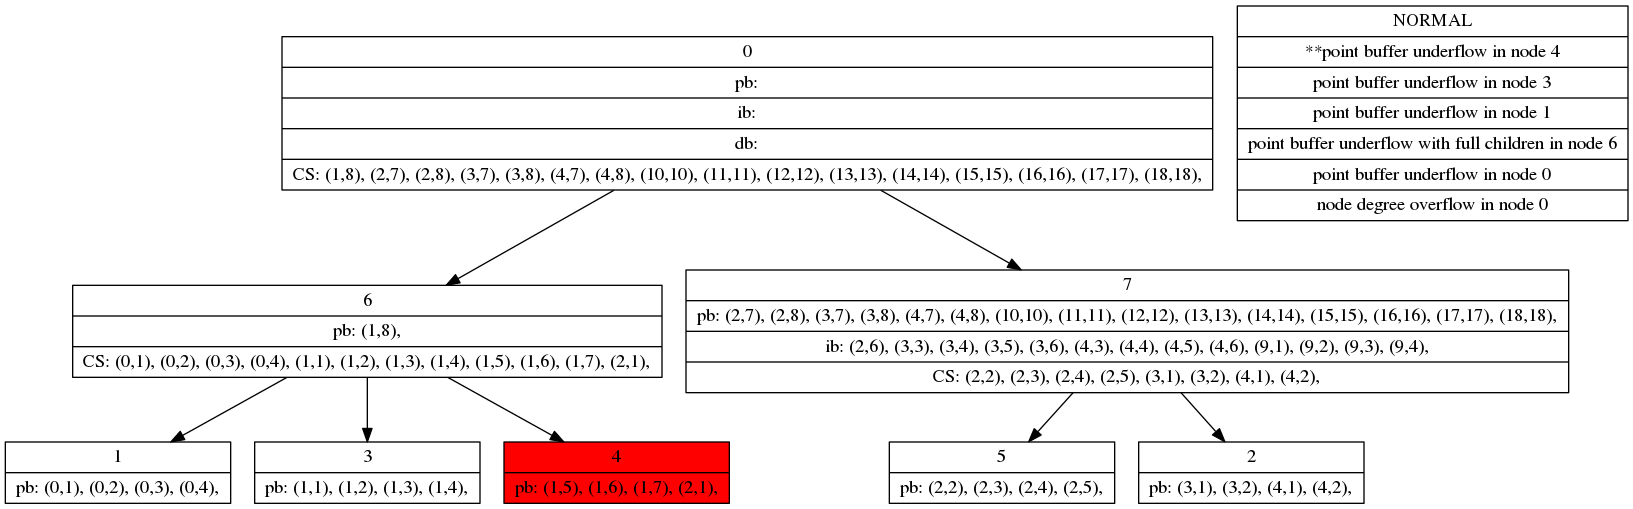 NORMAL
**point buffer underflow in node 4
point buffer underflow in node 3
point buffer underflow in node 1
point buffer underflow with full children in node 6
point buffer underflow in node 0
node degree overflow in node 0
0
pb:
ib:
db:
CS: (1,8), (2,7), (2,8), (3,7), (3,8), (4,7), (4,8), (10,10), (11,11), (12,12), (13,13), (14,14), (15,15), (16,16), (17,17), (18,18),
6
pb: (1,8),
CS: (0,1), (0,2), (0,3), (0,4), (1,1), (1,2), (1,3), (1,4), (1,5), (1,6), (1,7), (2,1),
7
pb: (2,7), (2,8), (3,7), (3,8), (4,7), (4,8), (10,10), (11,11), (12,12), (13,13), (14,14), (15,15), (16,16), (17,17), (18,18),
ib: (2,6), (3,3), (3,4), (3,5), (3,6), (4,3), (4,4), (4,5), (4,6), (9,1), (9,2), (9,3), (9,4),
CS: (2,2), (2,3), (2,4), (2,5), (3,1), (3,2), (4,1), (4,2),
1
pb: (0,1), (0,2), (0,3), (0,4),
3
pb: (1,1), (1,2), (1,3), (1,4),
4
pb: (1,5), (1,6), (1,7), (2,1),
5
pb: (2,2), (2,3), (2,4), (2,5),
2
pb: (3,1), (3,2), (4,1), (4,2),